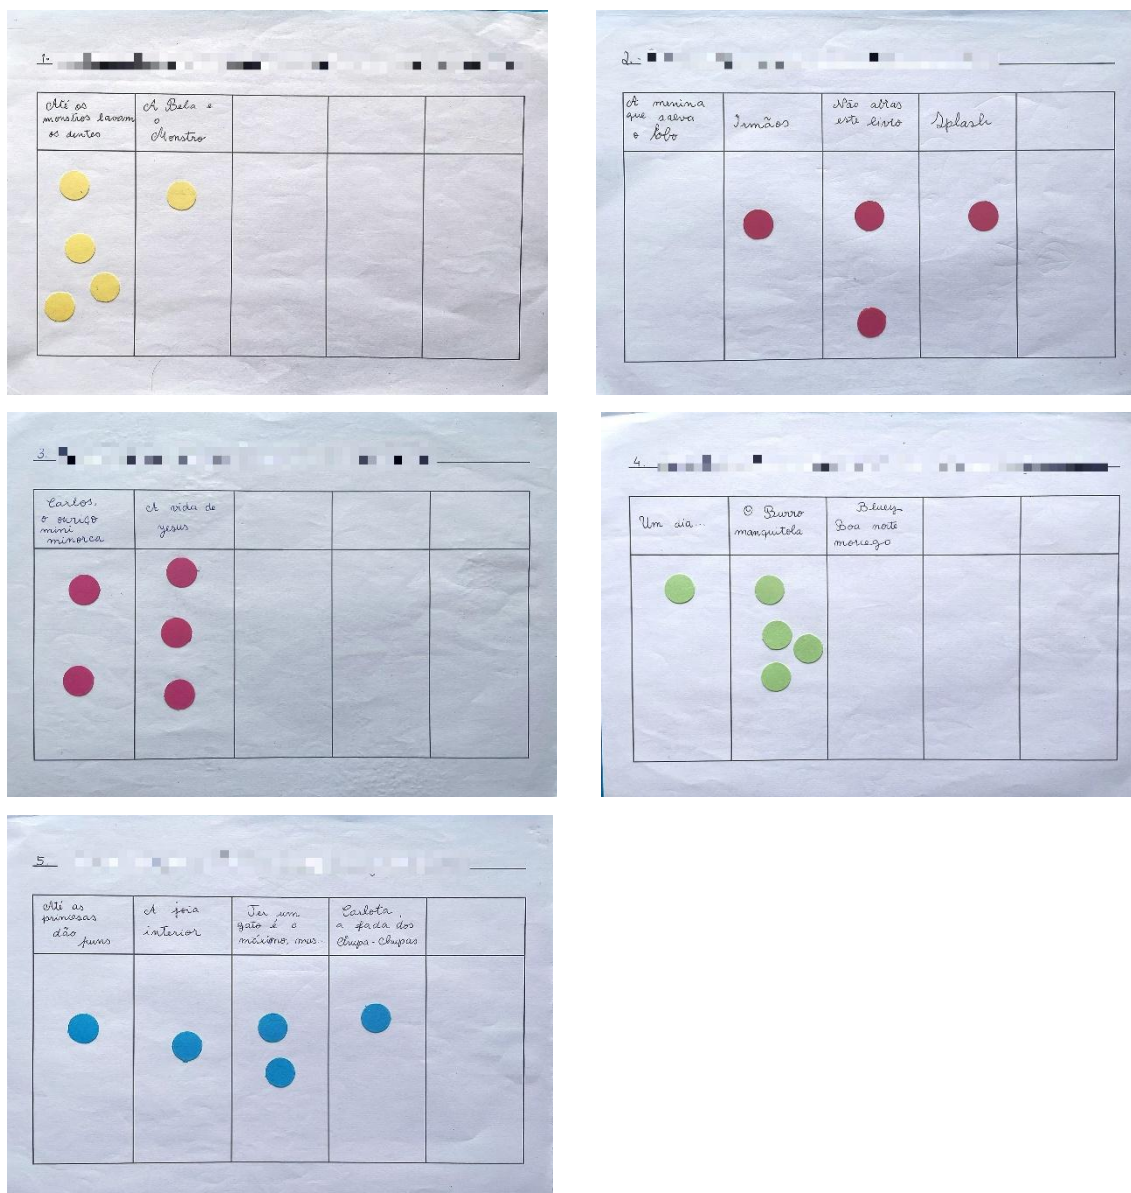 1.
Até os
monstros lavam
os dentes
A Bela e
o
Monstro
2.
A menina
que salva
o lobo
Irmãos
Não abras
este livro
Splash
3.
Carlos,
o ouriço
mini
minorca
A vida de
Jesus
4.
Um dia...
O Burro
manquitola
Bluey
Boa noite
morcego
5.
Até as
princesas
dão
puns
A joia
interior
Ter um
gato é o
máximo, mas...
Carlota,
a fada dos
Chupa-Chupas